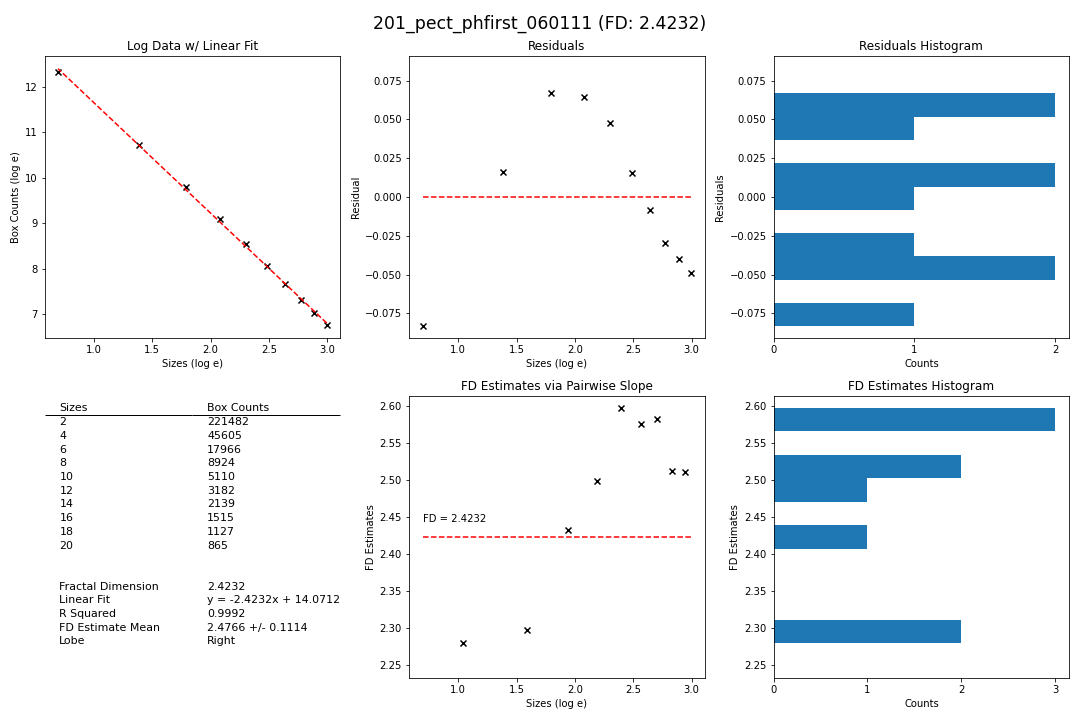 201_pect_phfirst_060111 (FD: 2.4232)
Log Data w/ Linear Fit
Box Counts (log e)
12
11
10
9
8
7
1.0 1.5 2.0 2.5 3.0
Sizes (log e)
Residuals
Residual
0.075
0.050
0.025
0.000
−0.025
−0.050
−0.075
1.0 1.5 2.0 2.5 3.0
Sizes (log e)
Residuals Histogram
Residuals
0.075
0.050
0.025
0.000
−0.025
−0.050
−0.075
0 1 2
Counts
Sizes Box Counts
2 221482
4 45605
6 17966
8 8924
10 5110
12 3182
14 2139
16 1515
18 1127
20 865
Fractal Dimension 2.4232
Linear Fit y = -2.4232x + 14.0712
R Squared 0.9992
FD Estimate Mean 2.4766 +/- 0.1114
Lobe Right
FD Estimates via Pairwise Slope
FD Estimates
2.60
2.55
2.50
2.45
2.40
2.35
2.30
2.25
FD = 2.4232
1.0 1.5 2.0 2.5 3.0
Sizes (log e)
FD Estimates Histogram
FD Estimates
2.60
2.55
2.50
2.45
2.40
2.35
2.30
2.25
0 1 2 3
Counts